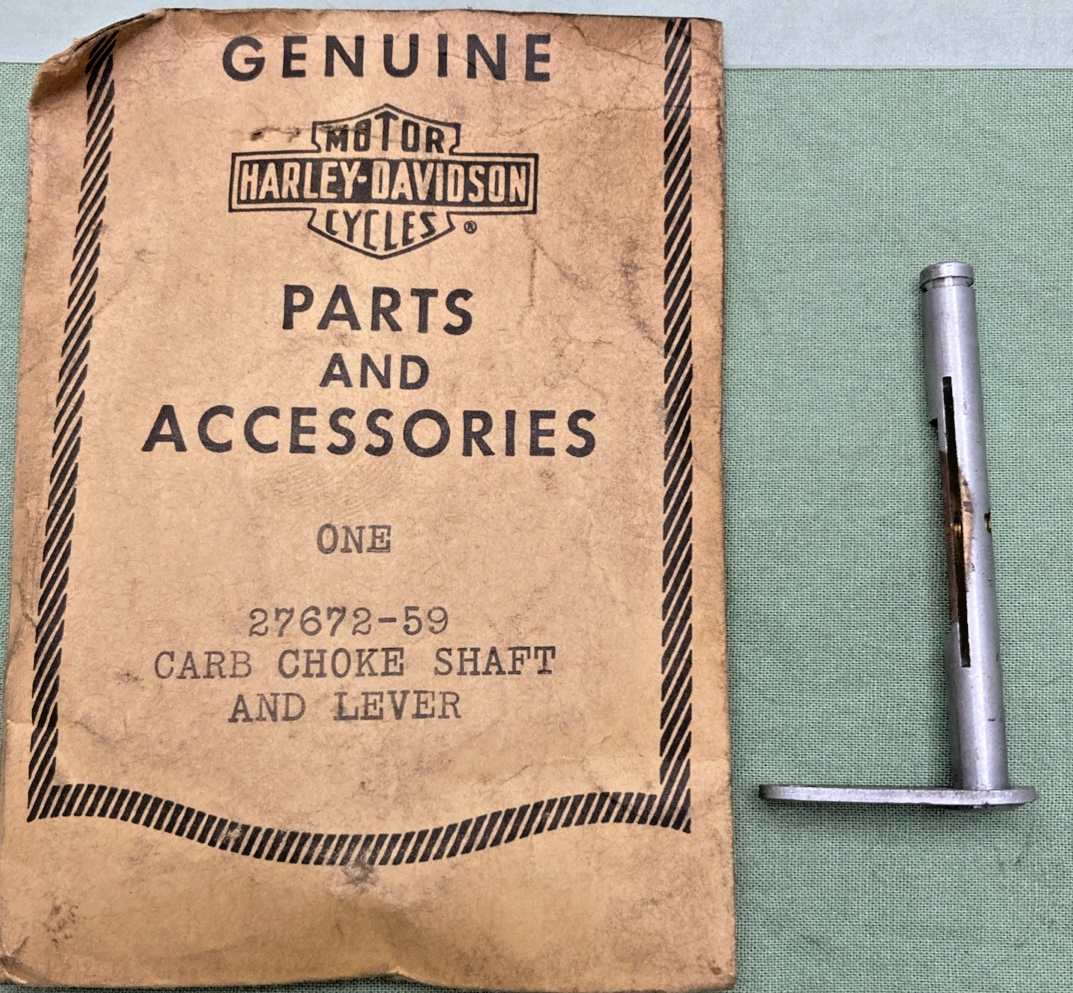 GENUINE
MOTOR
HARLEY-DAVIDSON
CYCLES ®
PARTS
AND
ACCESSORIES
ONE
27672-59
CARB CHOKE SHAFT
AND LEVER